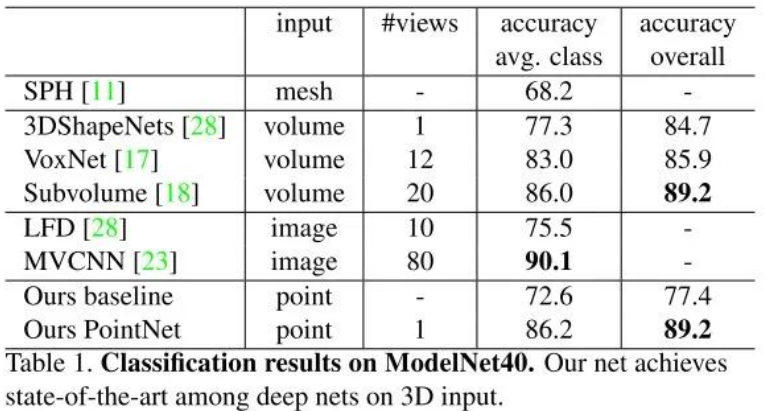 input #views accuracy accuracy
avg. class overall
SPH [11] mesh - 68.2 -
3DShapeNets [28] volume 1 77.3 84.7
VoxNet [17] volume 12 83.0 85.9
Subvolume [18] volume 20 86.0 89.2
LFD [28] image 10 75.5 -
MVCNN [23] image 80 90.1 -
Ours baseline point - 72.6 77.4
Ours PointNet point 1 86.2 89.2
Table 1. Classification results on ModelNet40. Our net achieves
state-of-the-art among deep nets on 3D input.